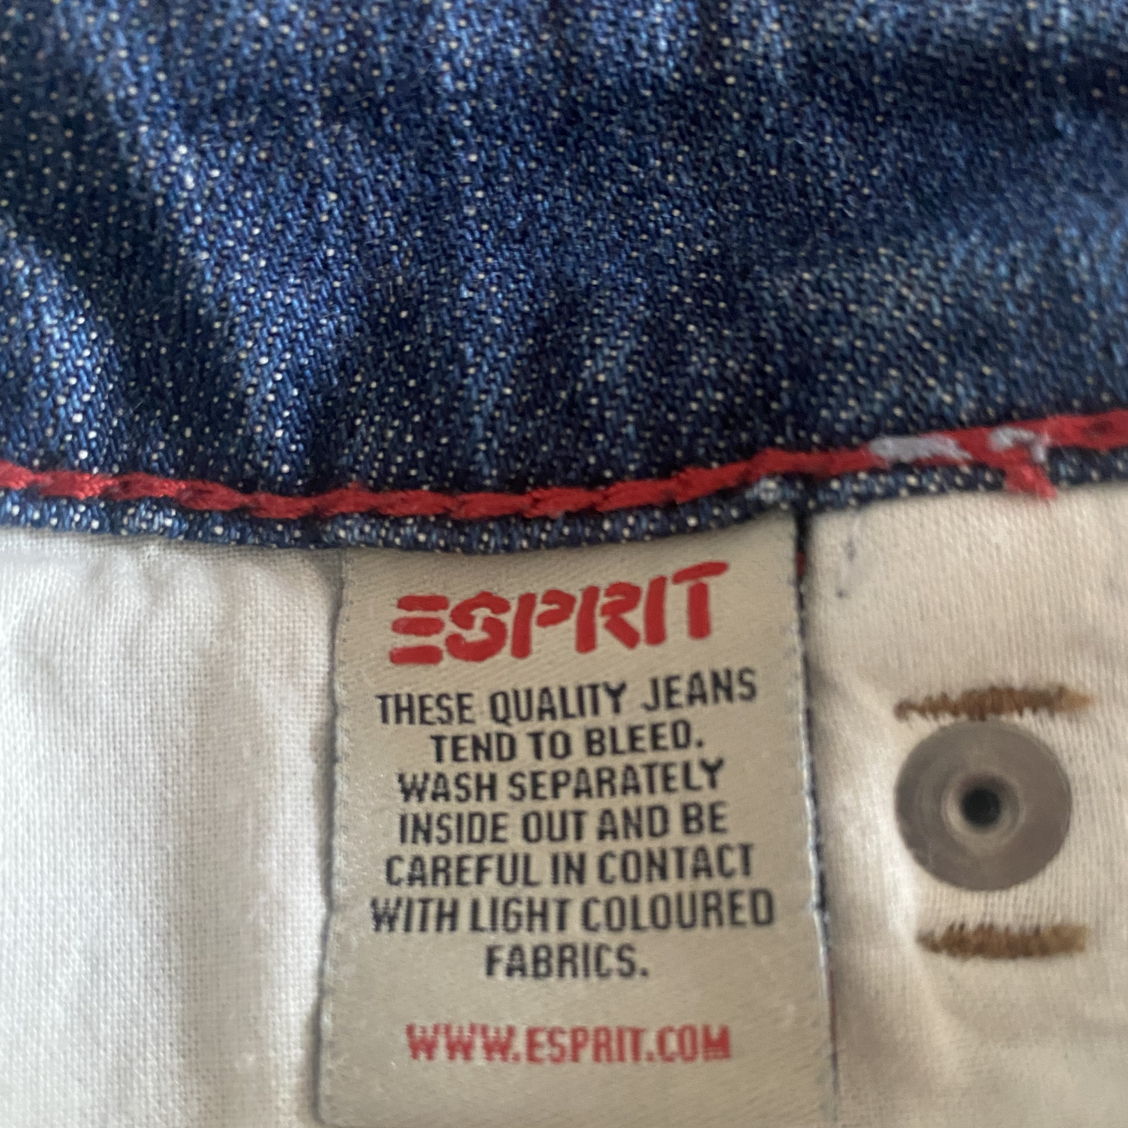 ESPRIT
THESE QUALITY JEANS
TEND TO BLEED.
WASH SEPARATELY
INSIDE OUT AND BE
CAREFUL IN CONTACT
WITH LIGHT COLOURED
FABRICS.
WWW.ESPRIT.COM